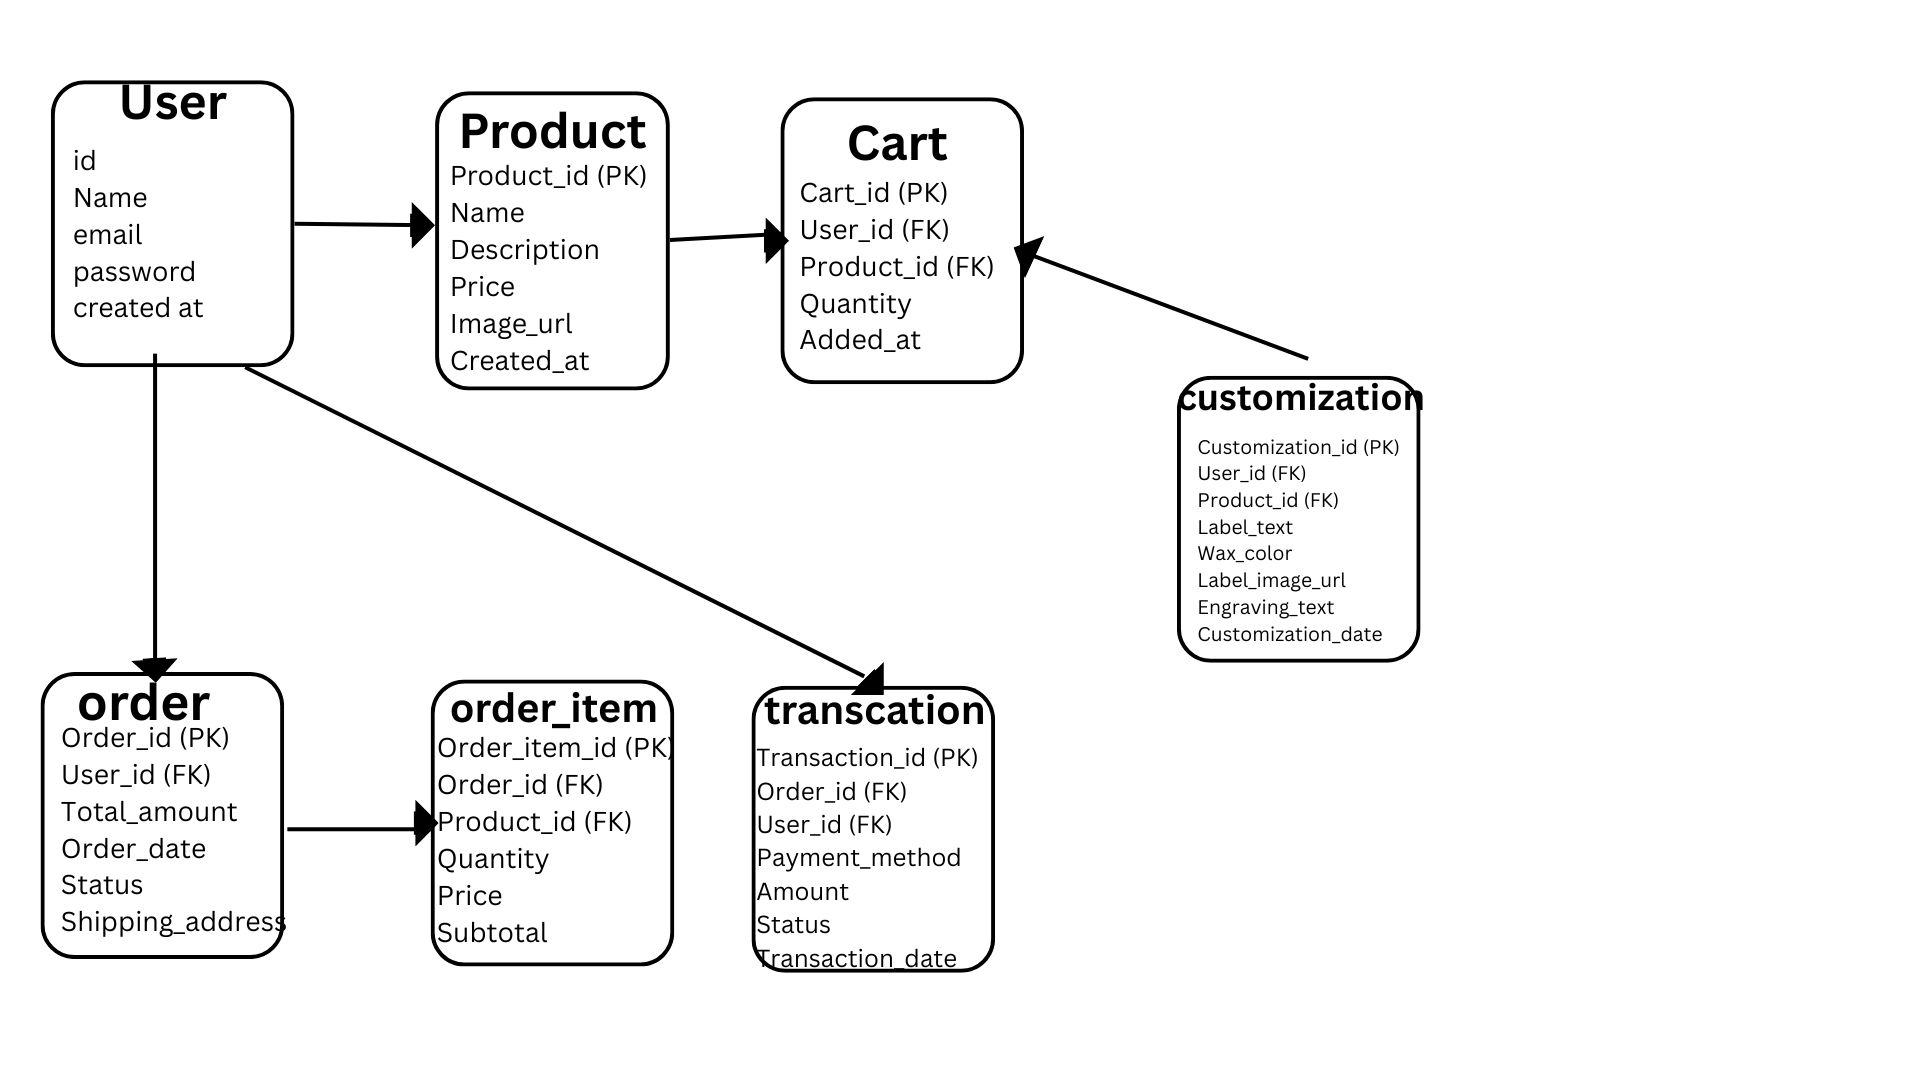 User
id
Name
email
password
created at
Product
Product_id (PK)
Name
Description
Price
Image_url
Created_at
Cart
Cart_id (PK)
User_id (FK)
Product_id (FK)
Quantity
Added_at
customization
Customization_id (PK)
User_id (FK)
Product_id (FK)
Label_text
Wax_color
Label_image_url
Engraving_text
Customization_date
order
Order_id (PK)
User_id (FK)
Total_amount
Order_date
Status
Shipping_address
order_item
Order_item_id (PK)
Order_id (FK)
Product_id (FK)
Quantity
Price
Subtotal
transcation
Transaction_id (PK)
Order_id (FK)
User_id (FK)
Payment_method
Amount
Status
Transaction_date